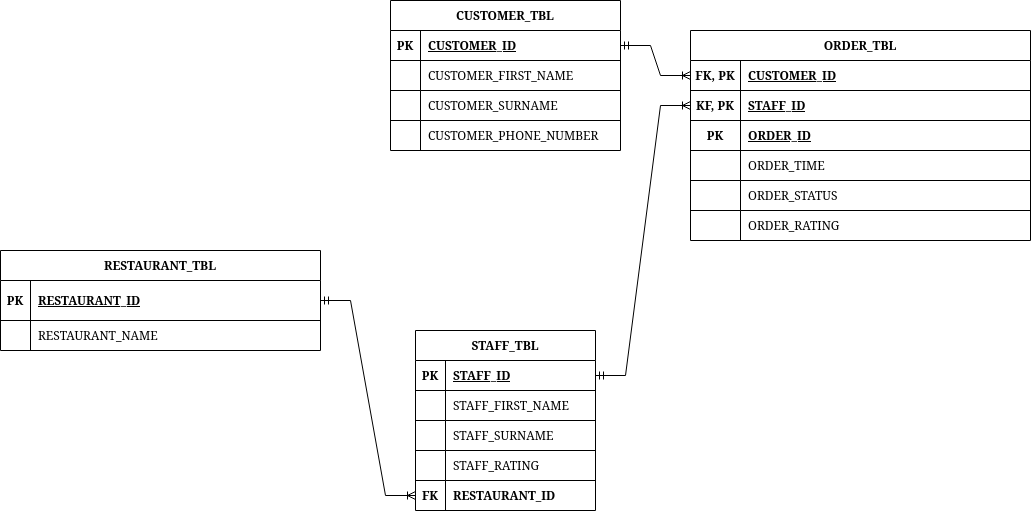 CUSTOMER_TBL
PK CUSTOMER_ID
CUSTOMER_FIRST_NAME
CUSTOMER_SURNAME
CUSTOMER_PHONE_NUMBER
ORDER_TBL
FK, PK CUSTOMER_ID
KF, PK STAFF_ID
PK ORDER_ID
ORDER_TIME
ORDER_STATUS
ORDER_RATING
RESTAURANT_TBL
PK RESTAURANT_ID
RESTAURANT_NAME
STAFF_TBL
PK STAFF_ID
STAFF_FIRST_NAME
STAFF_SURNAME
STAFF_RATING
FK RESTAURANT_ID